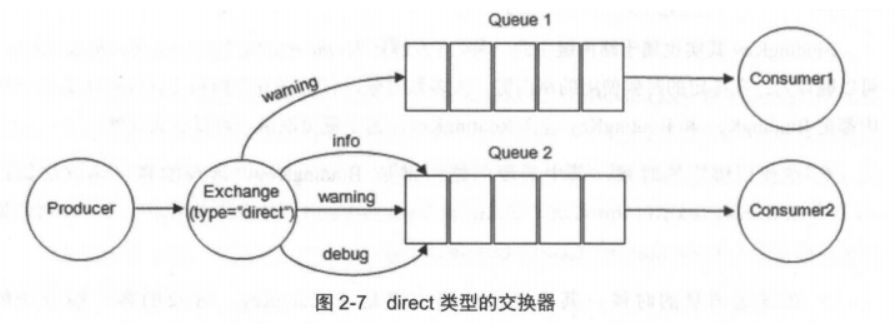 Queue 1
warning
Consumer1
info
Queue 2
Producer
Exchange
(type="direct")
warning
Consumer2
debug
图 2-7 direct 类型的交换器